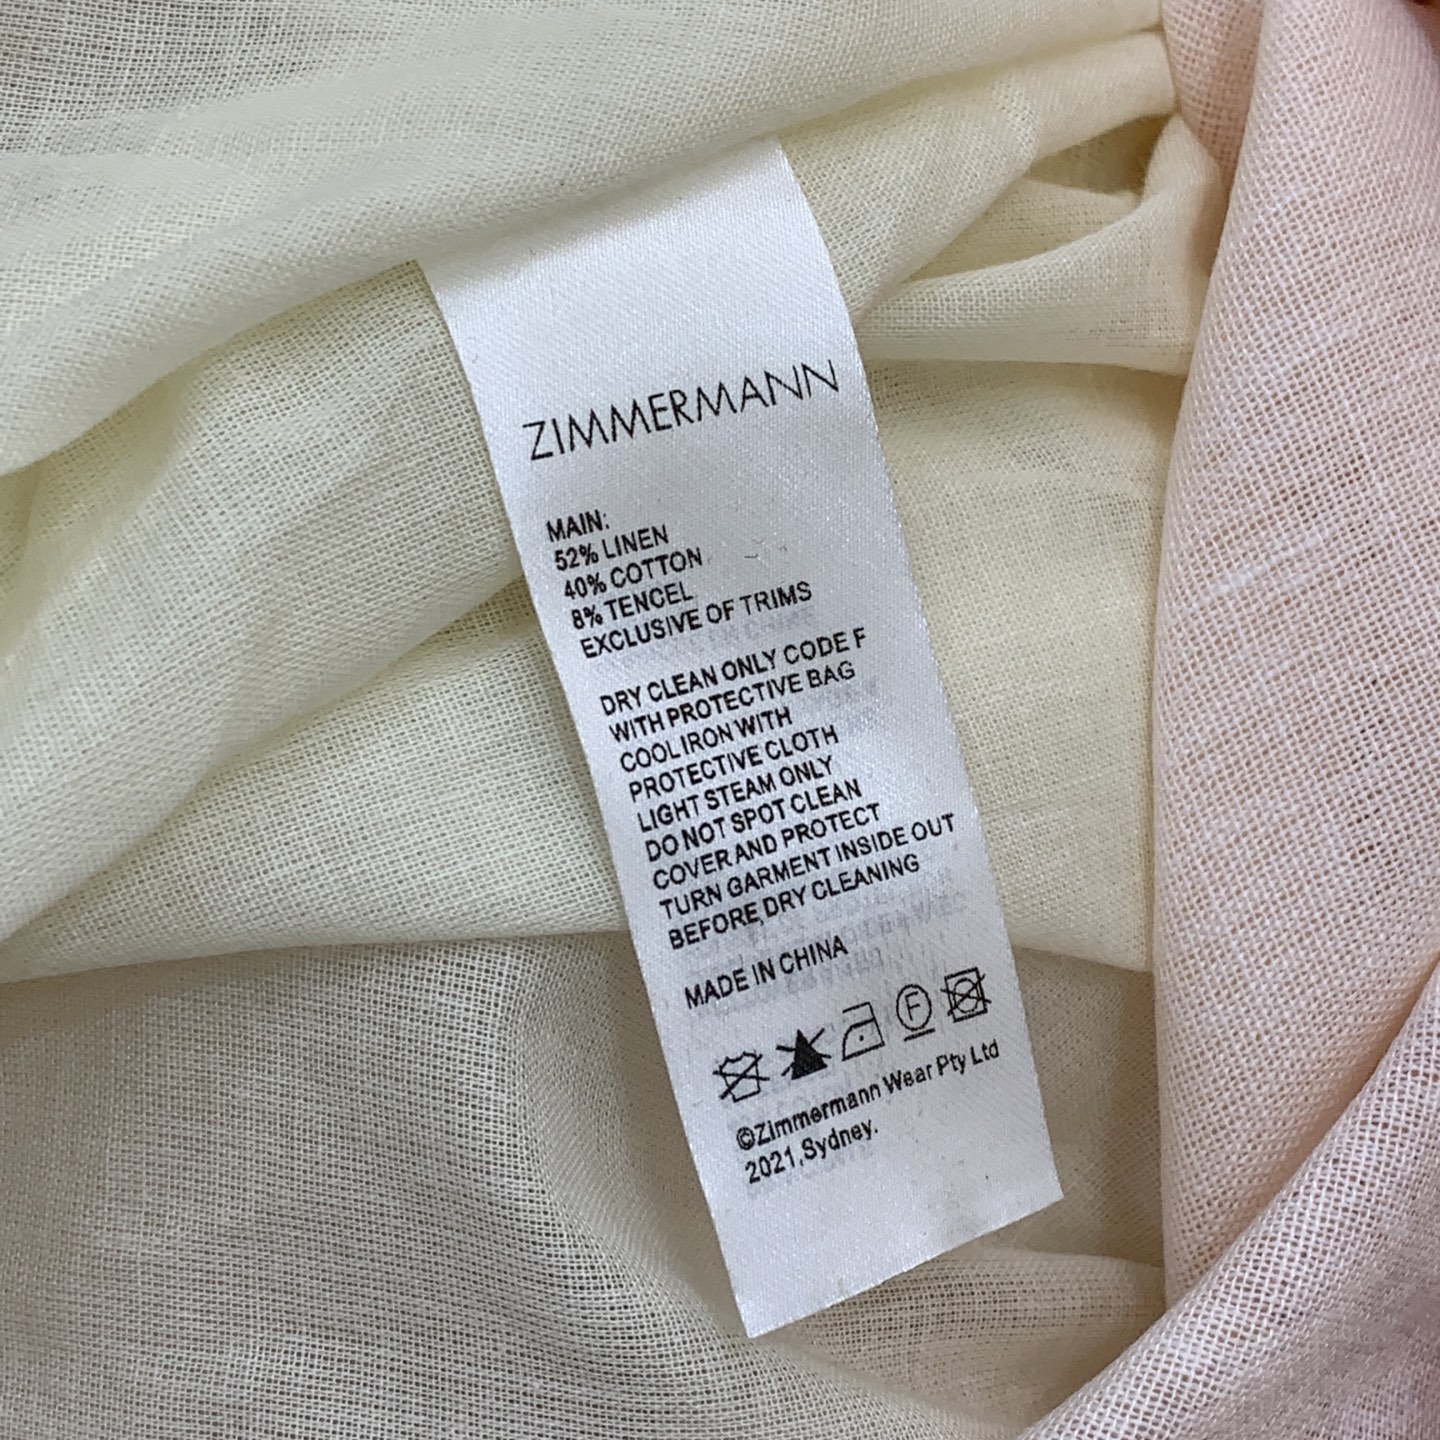 ZIMMERMANN
MAIN:
52% LINEN
40% COTTON
8% TENCEL
EXCLUSIVE OF TRIMS
DRY CLEAN ONLY CODE F
WITH PROTECTIVE BAG
COOL IRON WITH
PROTECTIVE CLOTH
LIGHT STEAM ONLY
DO NOT SPOT CLEAN
COVER AND PROTECT
TURN GARMENT INSIDE OUT
BEFORE DRY CLEANING
MADE IN CHINA
F
©Zimmermann Wear Pty Ltd
2021,Sydney.